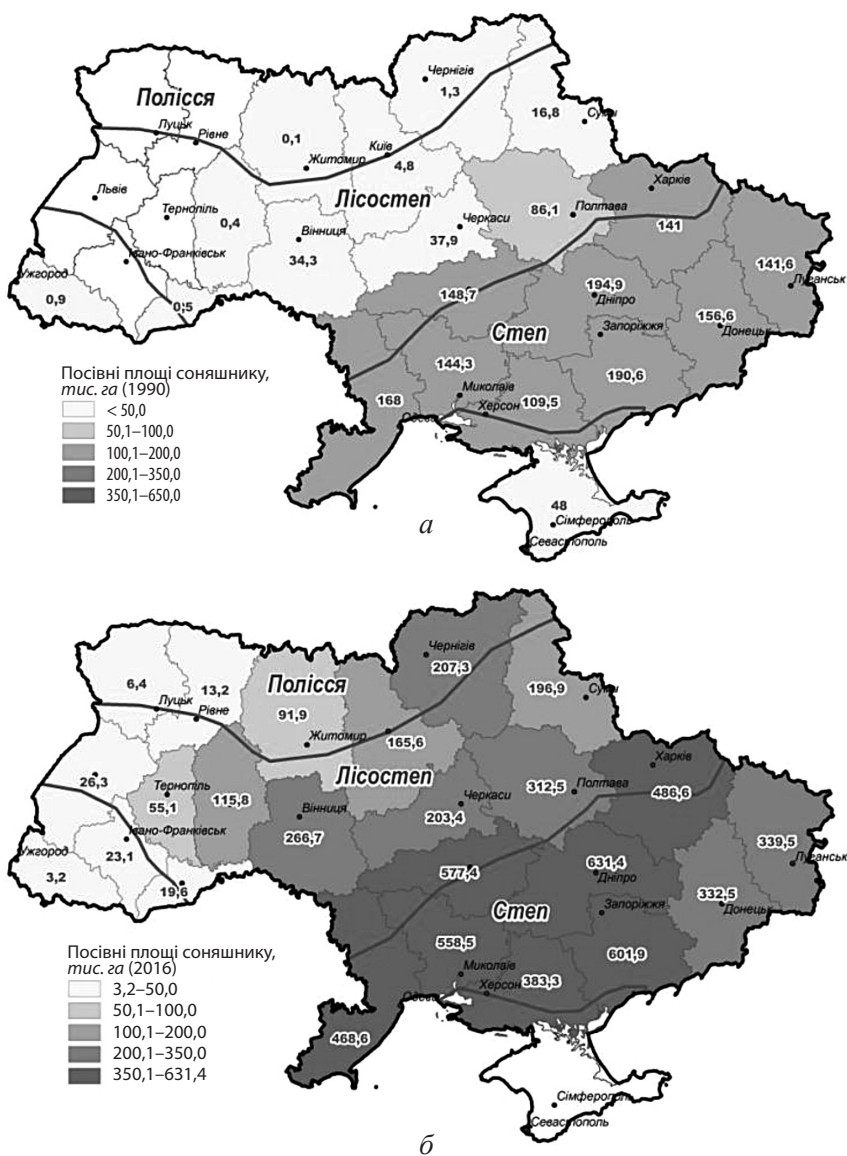 Чернігів
1,3
Полісся
16,8
Суми
Луцьк
Рівне
0,1
Київ
Житомир
4,8
Харків
Львів
Лісостеп
Тернопіль
0,4
Черкаси
86,1
Полтава
Вінниця
141
37,9
Івано-Франківськ
34,3
141,6
Ужгород
194,9
Луганськ
0,9
0,5
148,7
Дніпро
156,6
Степ
Запоріжжя
Донецьк
144,3
190,6
Посівні площі соняшнику,
тис. га (1990)
Миколаїв
168
109,5
Херсон
< 50,0
50,1–100,0
100,1–200,0
200,1–350,0
350,1–650,0
48
Сімферополь
а
Севастополь
Чернігів
207,3
6,4
13,2
Полісся
196,9
Суми
Луцьк
Рівне
91,9
Житомир
165,6
Харків
26,3
Лісостеп
Тернопіль
55,1
115,8
312,5
Полтава
486,6
Вінниця
Черкаси
203,4
266,7
Івано-Франківськ
339,5
Ужгород
23,1
631,4
Луганськ
3,2
577,4
Дніпро
19,6
332,5
Степ
Запоріжжя
Донецьк
558,5
601,9
Посівні площі соняшнику,
тис. га (2016)
Миколаїв
383,3
Херсон
3,2–50,0
50,1–100,0
468,6
100,1–200,0
200,1–350,0
350,1–631,4
Сімферополь
Севастополь
б